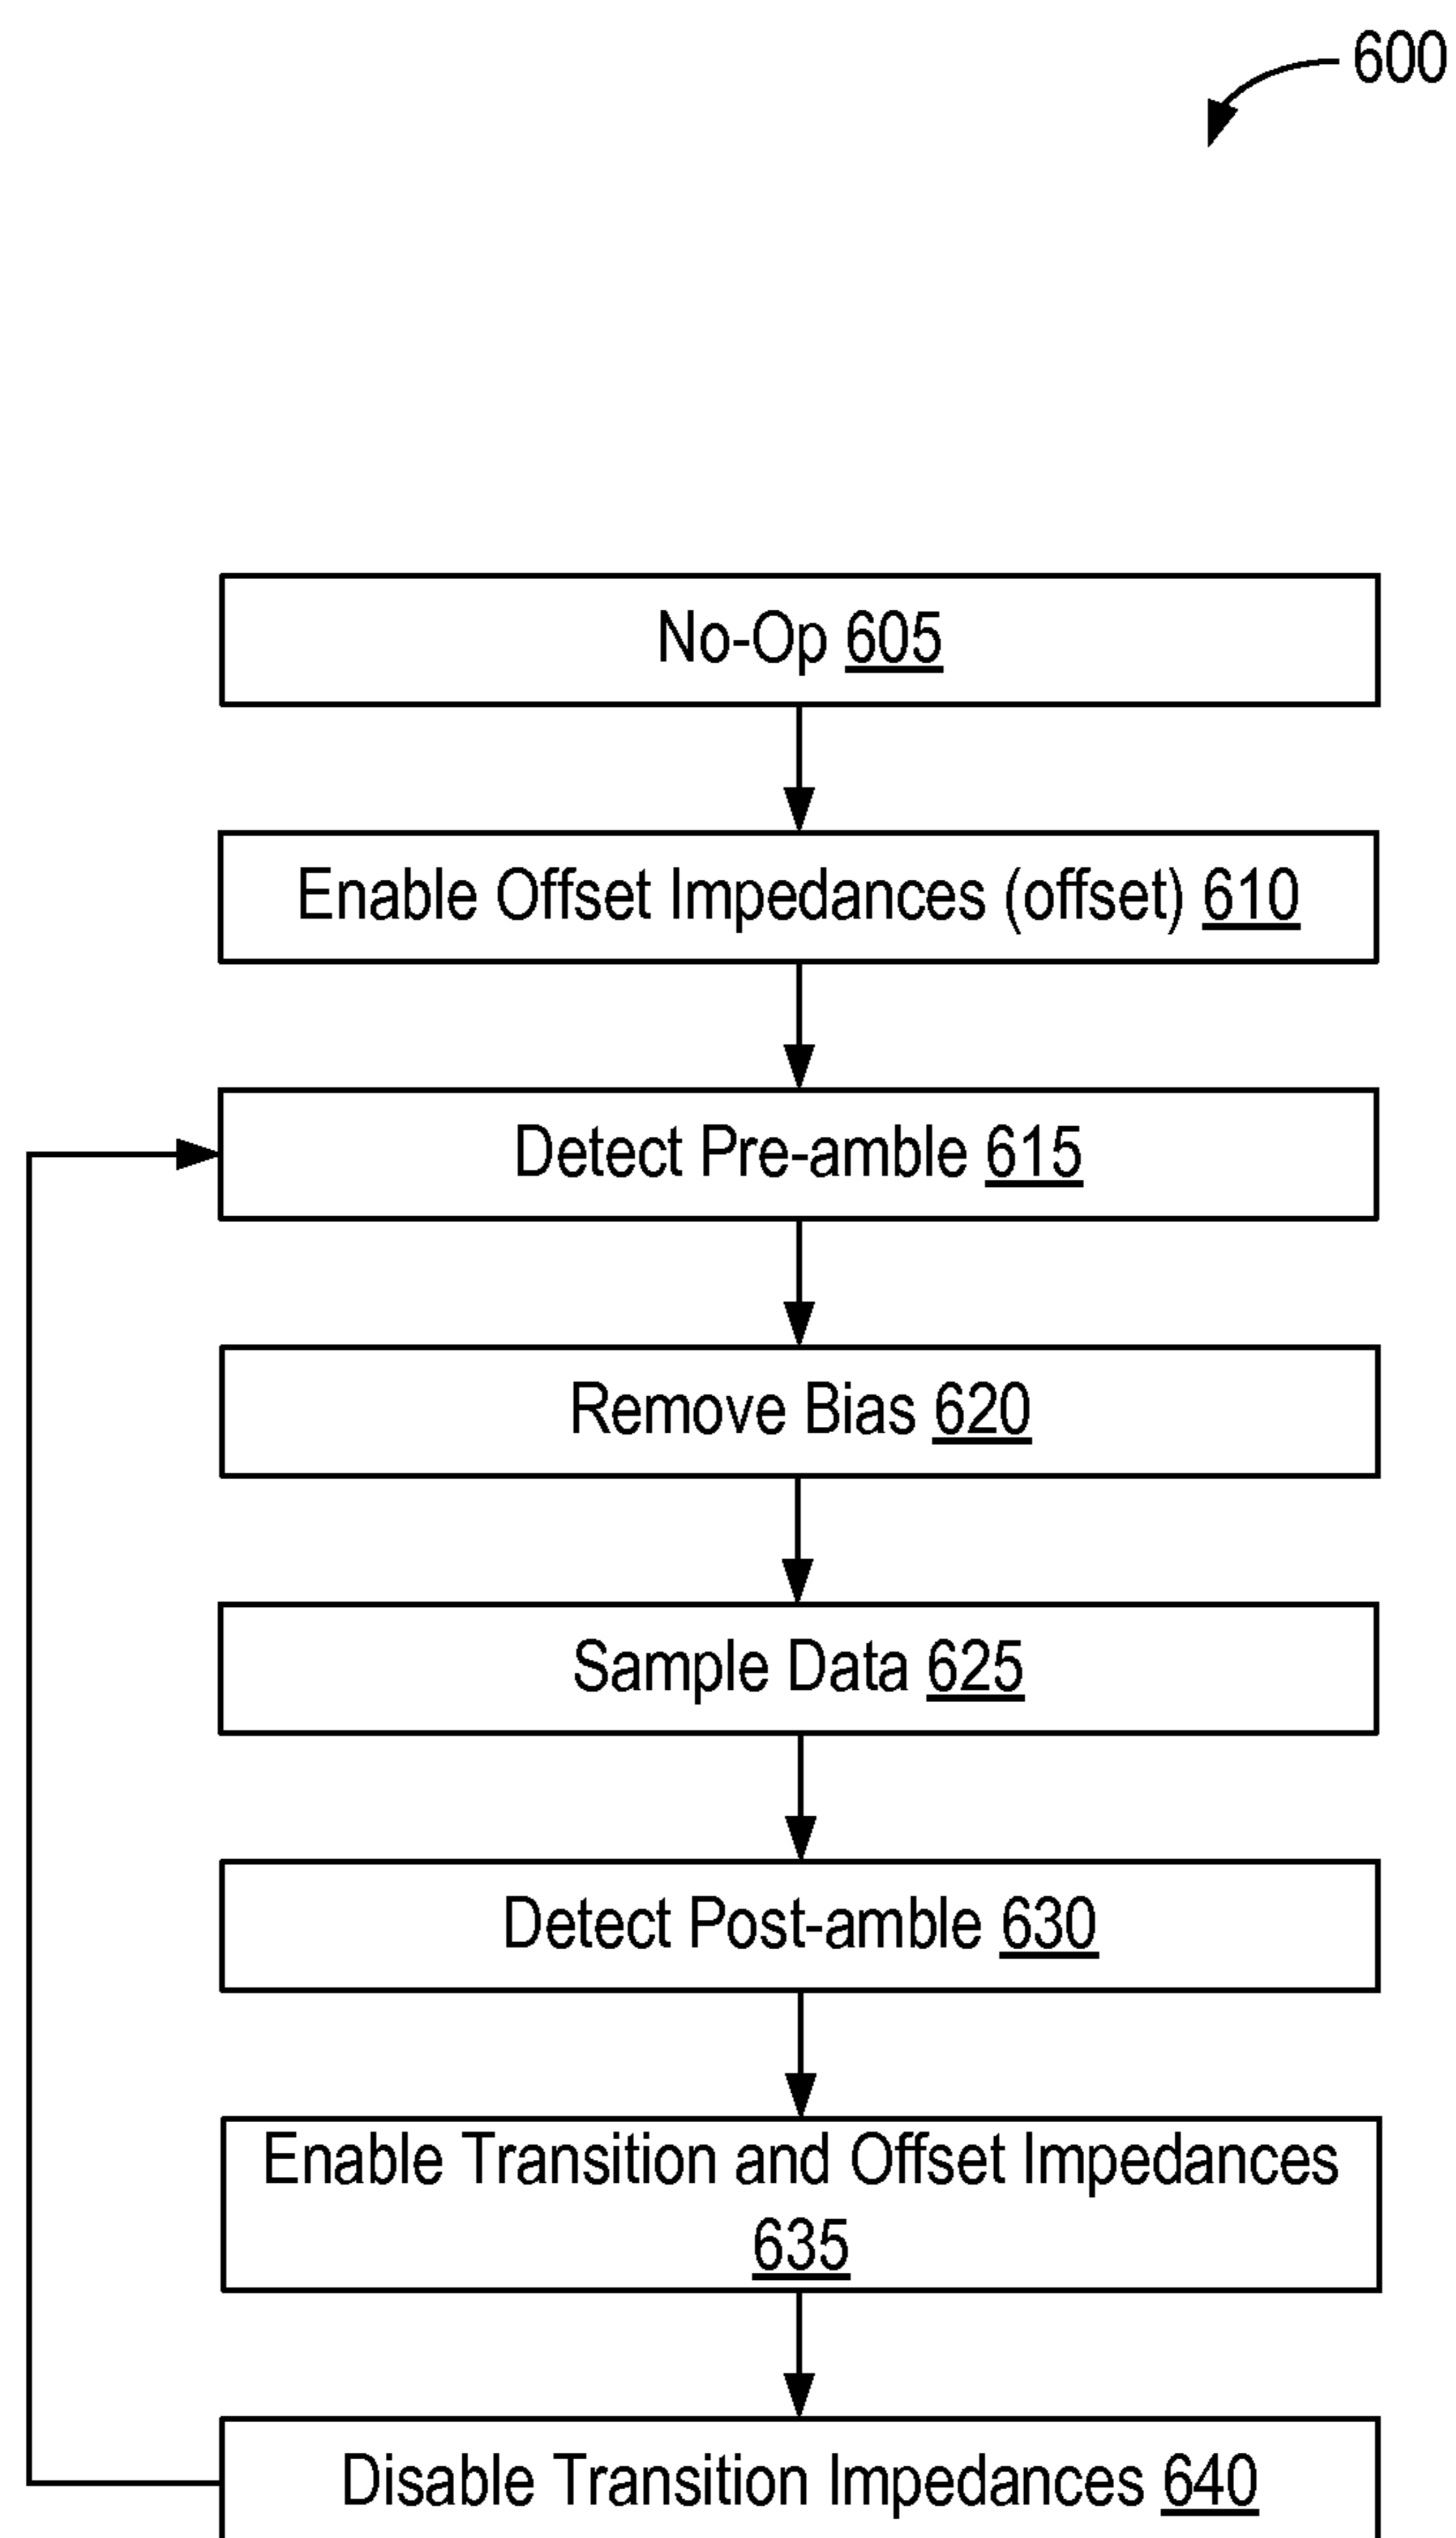 600
No-Op 605
Enable Offset Impedances (offset) 610
Detect Pre-amble 615
Remove Bias 620
Sample Data 625
Detect Post-amble 630
Enable Transition and Offset Impedances
635
Disable Transition Impedances 640